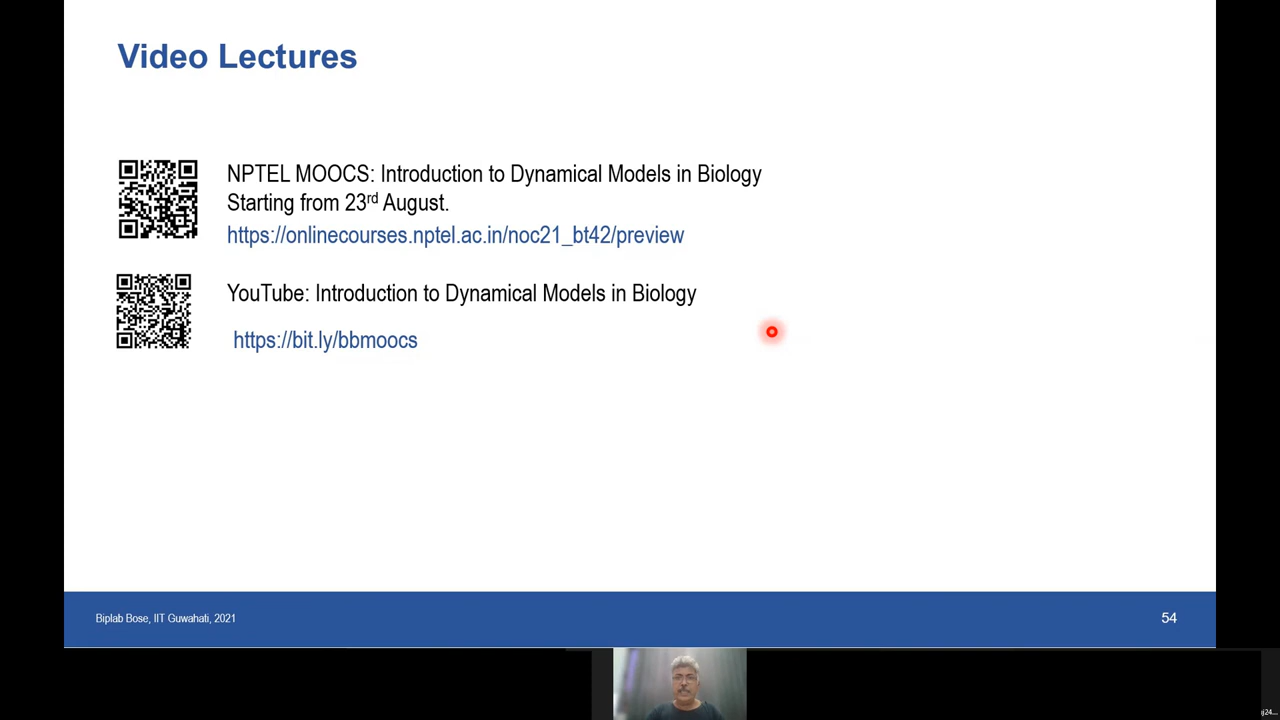 Video Lectures
NPTEL MOOCS: Introduction to Dynamical Models in Biology
Starting from 23rd August.
https://onlinecourses.nptel.ac.in/noc21_bt42/preview
YouTube: Introduction to Dynamical Models in Biology
https://bit.ly/bbmoocs
Biplab Bose, IIT Guwahati, 2021
54